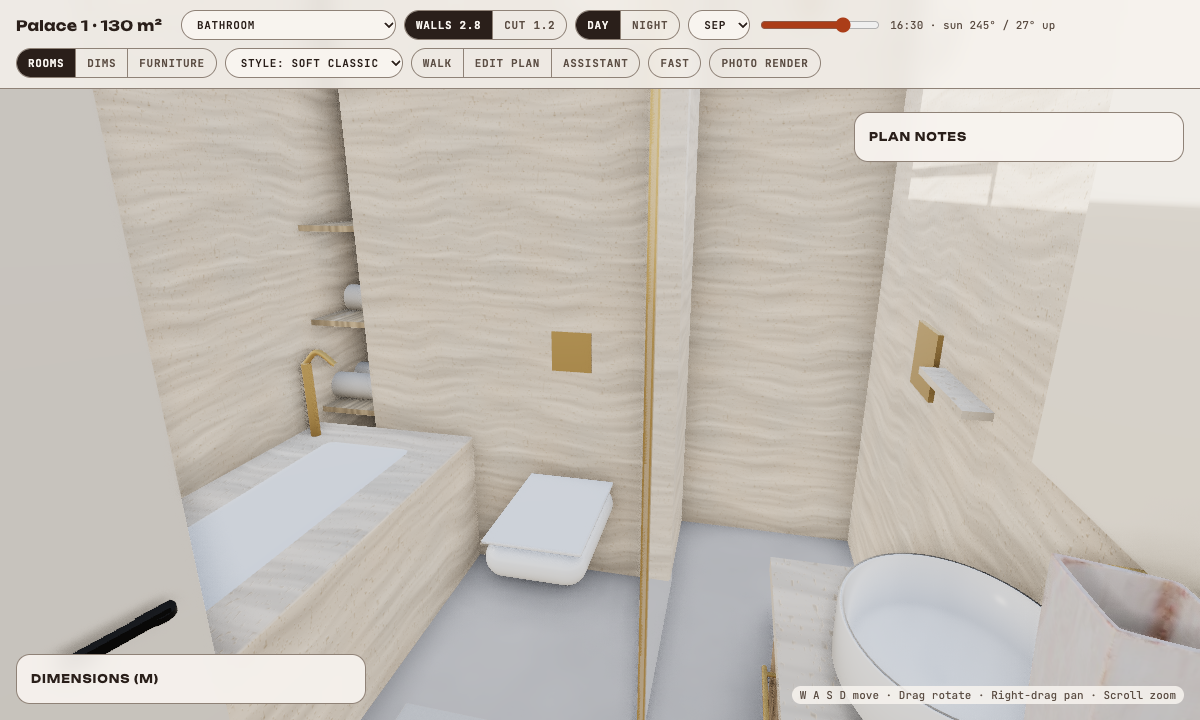 Palace 1 · 130 m²
BATHROOM
WALLS 2.8
CUT 1.2
DAY
NIGHT
SEP
16:30 · sun 245° / 27° up
ROOMS
DIMS
FURNITURE
STYLE: SOFT CLASSIC
WALK
EDIT PLAN
ASSISTANT
FAST
PHOTO RENDER
PLAN NOTES
DIMENSIONS (M)
W A S D move · Drag rotate · Right-drag pan · Scroll zoom